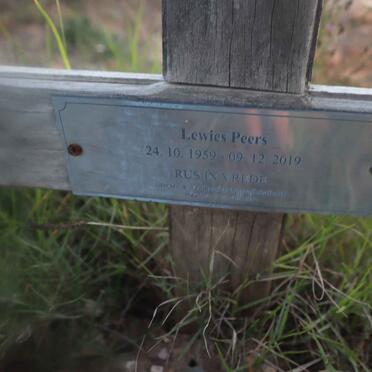 Lewies Peers
24. 10. 1959 - 09. 12. 2019
RUS IN VREDE